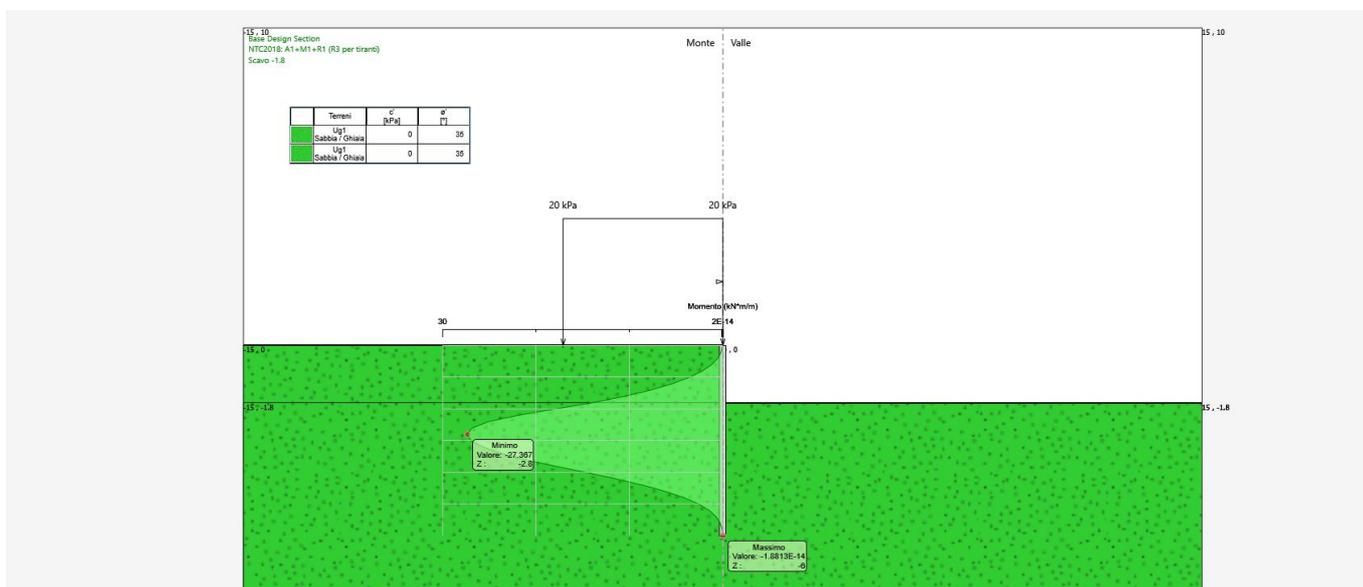 -15 , 10
Base Design Section
NTC2018: A1+M1+R1 (R3 per tiranti)
Scavo -1.8
Monte
Valle
15 , 10
Terreni
c'
[kPa]
ø'
[°]
Ug1
Sabbia / Ghiaia
0
35
Ug1
Sabbia / Ghiaia
0
35
20 kPa
20 kPa
Momento (kN*m/m)
30
2E-14
-15 , 0
, 0
-15 , -1.8
15 , -1.8
Minimo
Valore: -27.367
Z : -2.8
Massimo
Valore: -1.8813E-14
Z : -6